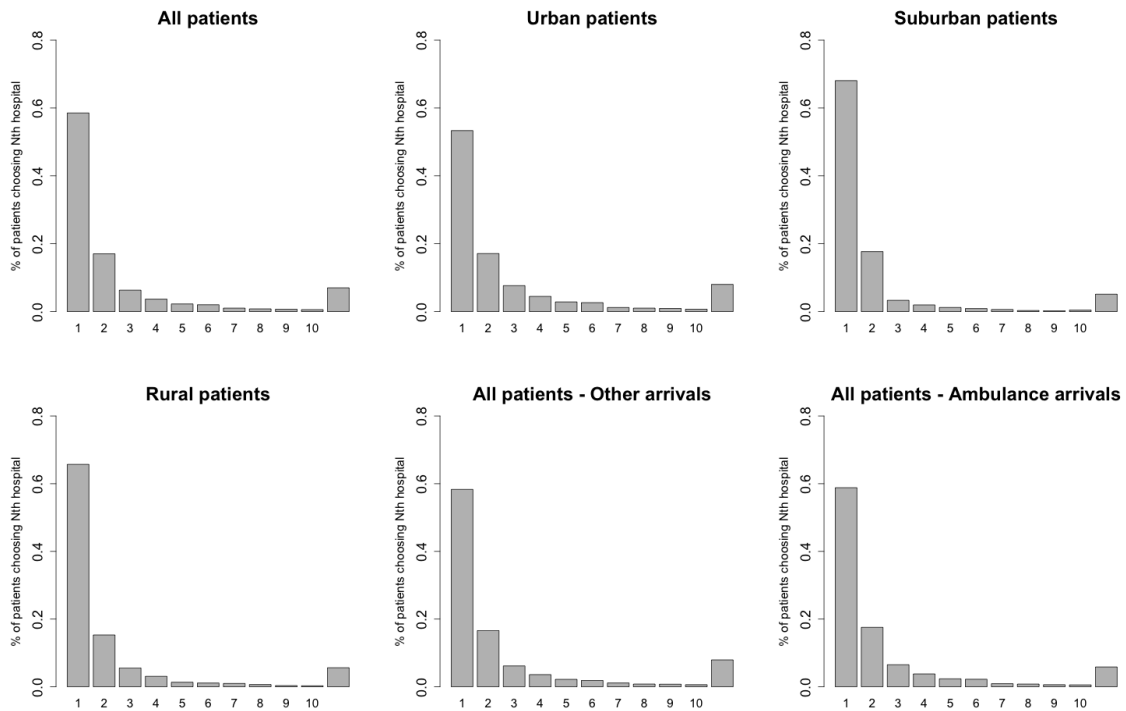 All patients
% of patients choosing Nth hospital
0.0 0.2 0.4 0.6 0.8
1 2 3 4 5 6 7 8 9 10
Urban patients
% of patients choosing Nth hospital
0.0 0.2 0.4 0.6 0.8
1 2 3 4 5 6 7 8 9 10
Suburban patients
% of patients choosing Nth hospital
0.0 0.2 0.4 0.6 0.8
1 2 3 4 5 6 7 8 9 10
Rural patients
% of patients choosing Nth hospital
0.0 0.2 0.4 0.6 0.8
1 2 3 4 5 6 7 8 9 10
All patients - Other arrivals
% of patients choosing Nth hospital
0.0 0.2 0.4 0.6 0.8
1 2 3 4 5 6 7 8 9 10
All patients - Ambulance arrivals
% of patients choosing Nth hospital
0.0 0.2 0.4 0.6 0.8
1 2 3 4 5 6 7 8 9 10